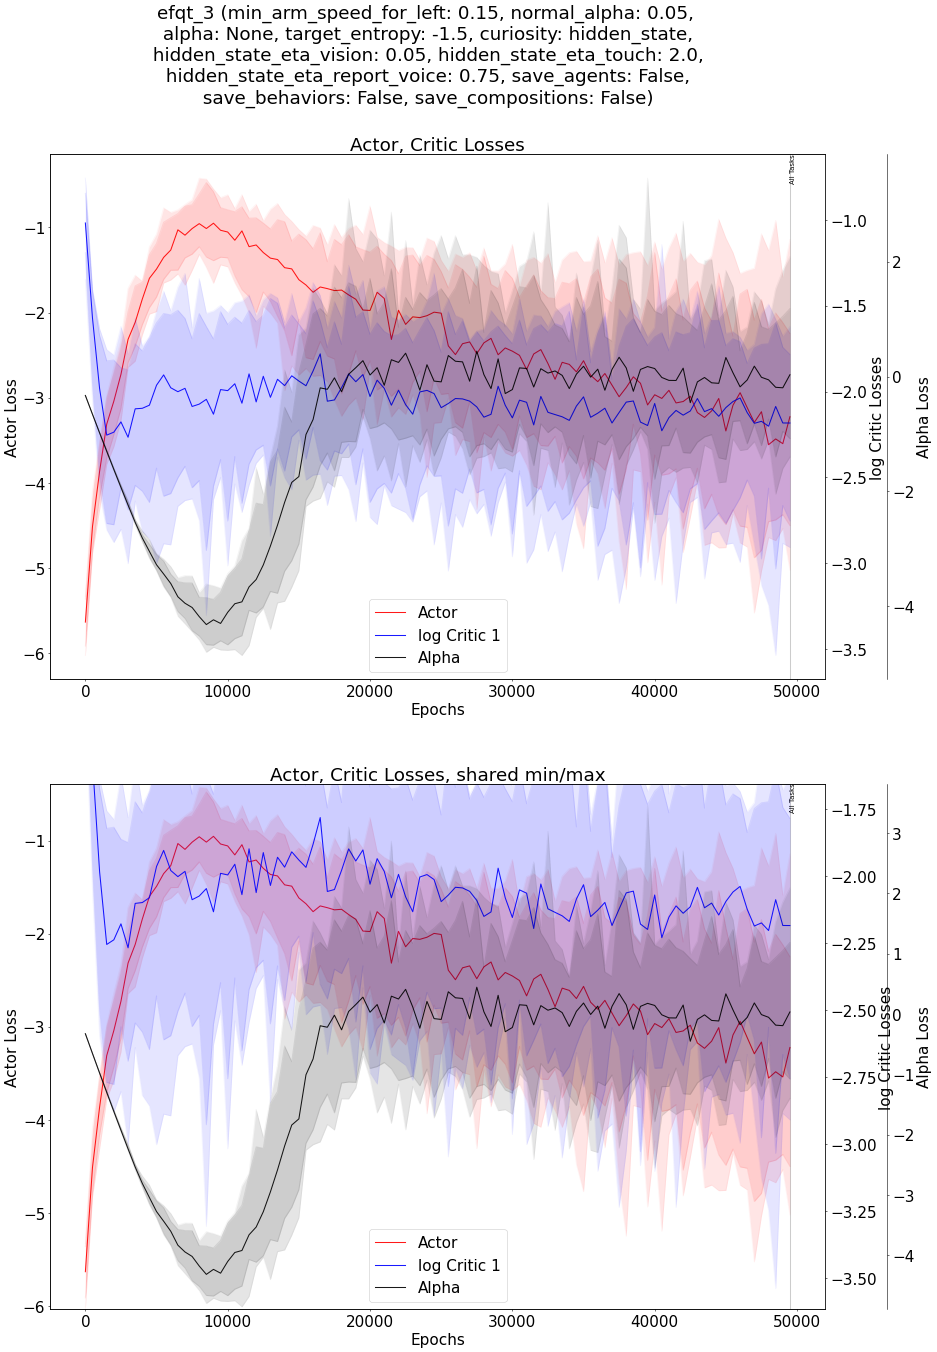 efqt_3 (min_arm_speed_for_left: 0.15, normal_alpha: 0.05,
alpha: None, target_entropy: -1.5, curiosity: hidden_state,
hidden_state_eta_vision: 0.05, hidden_state_eta_touch: 2.0,
hidden_state_eta_report_voice: 0.75, save_agents: False,
save_behaviors: False, save_compositions: False)
Actor, Critic Losses
All Tasks
−1
−2
−3
−4
−5
−6
Actor Loss
−1.0
−1.5
−2.0
−2.5
−3.0
−3.5
log Critic Losses
2
0
−2
−4
Alpha Loss
Actor
log Critic 1
Alpha
0
10000
20000
30000
40000
50000
Epochs
Actor, Critic Losses, shared min/max
All Tasks
−1
−2
−3
−4
−5
−6
Actor Loss
−1.75
−2.00
−2.25
−2.50
−2.75
−3.00
−3.25
−3.50
log Critic Losses
3
2
1
0
−1
−2
−3
−4
Alpha Loss
Actor
log Critic 1
Alpha
0
10000
20000
30000
40000
50000
Epochs